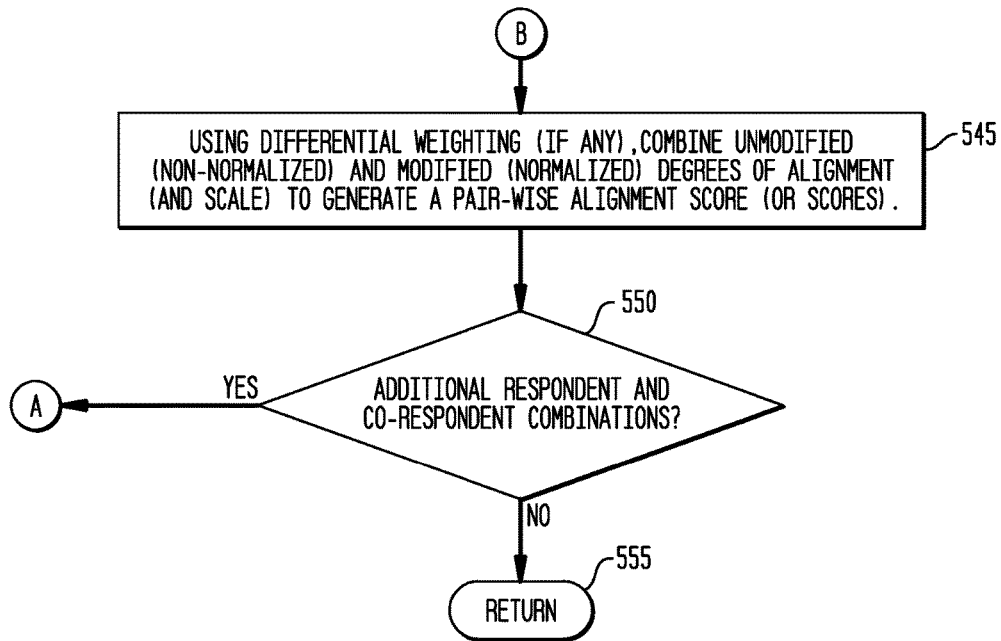 B
USING DIFFERENTIAL WEIGHTING (IF ANY),COMBINE UNMODIFIED
(NON-NORMALIZED) AND MODIFIED (NORMALIZED) DEGREES OF ALIGNMENT
(AND SCALE) TO GENERATE A PAIR-WISE ALIGNMENT SCORE (OR SCORES).
545
550
ADDITIONAL RESPONDENT AND
CO-RESPONDENT COMBINATIONS?
YES
A
NO
555
RETURN